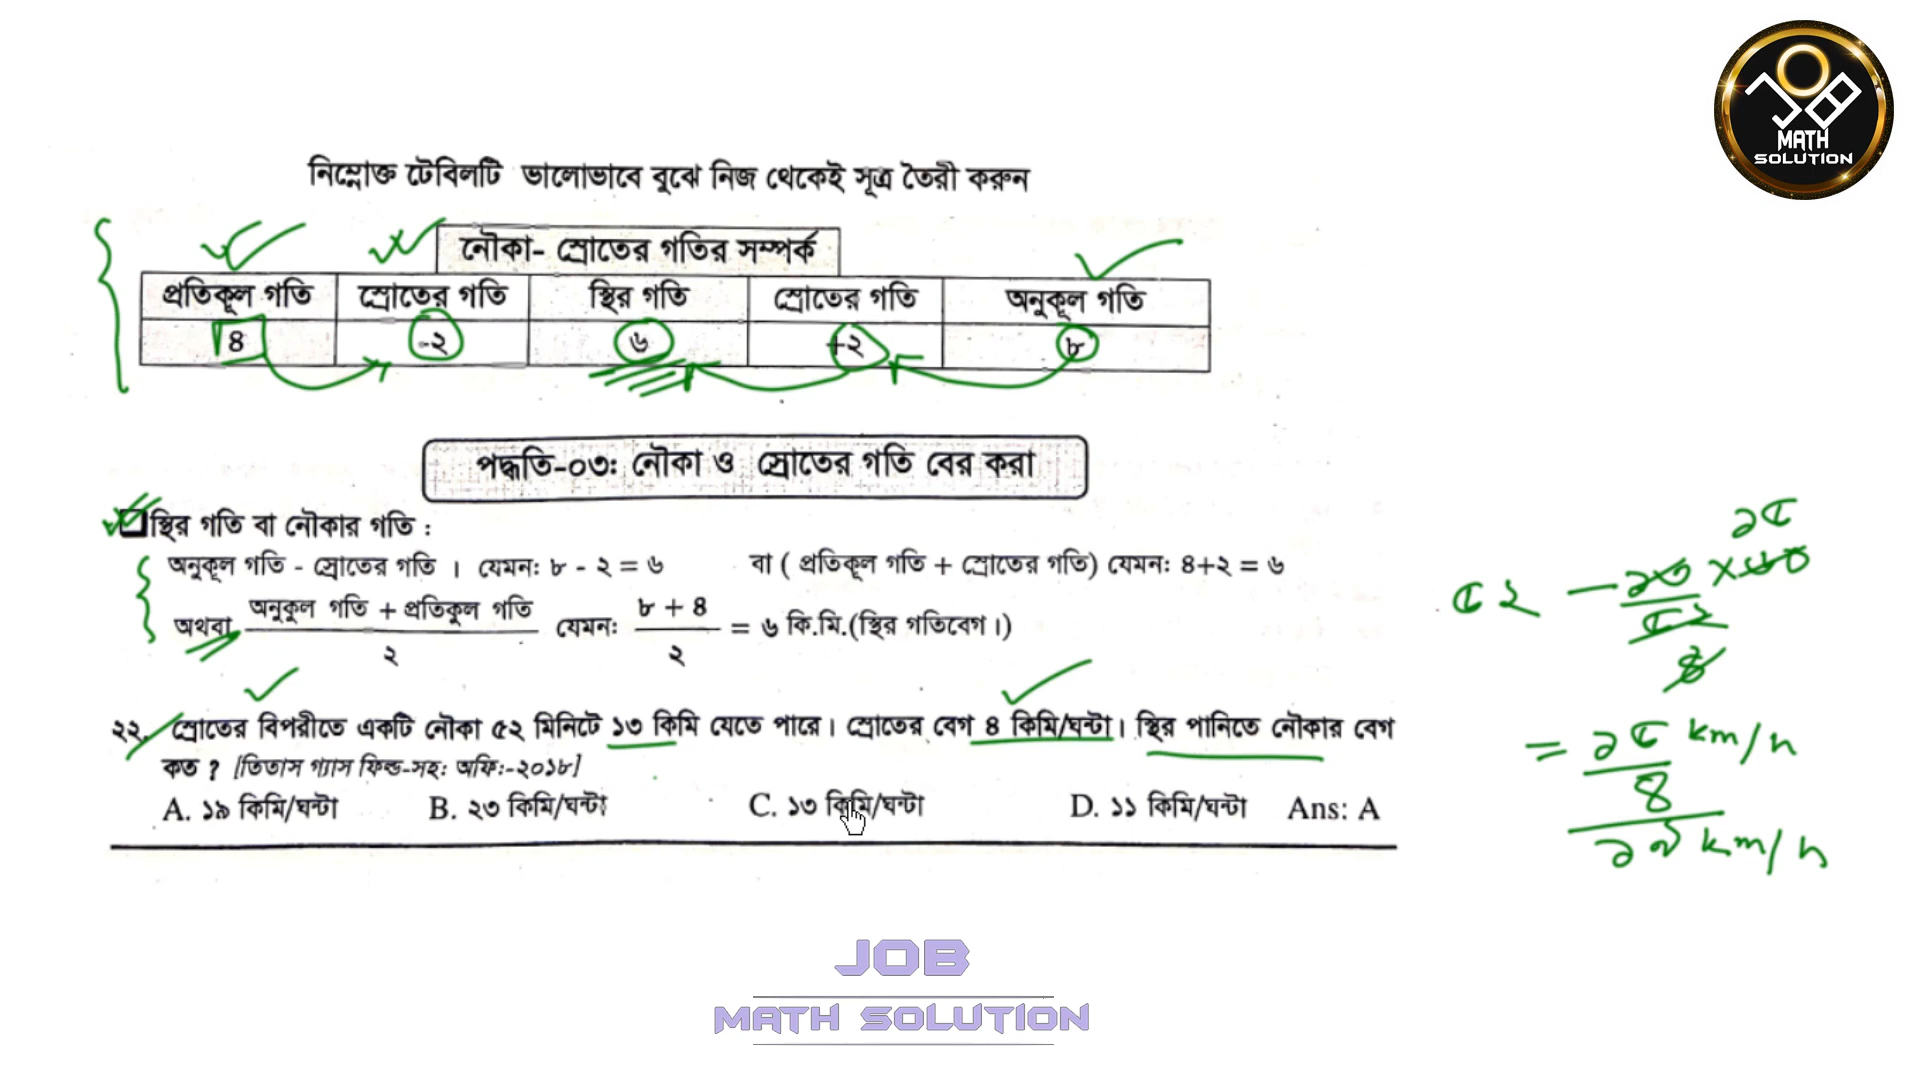 JOB
MATH
SOLUTION
নিম্নোক্ত টেবিলটি ভালোভাবে বুঝে নিজ থেকেই সূত্র তৈরী করুন
নৌকা- স্রোতের গতির সম্পর্ক
প্রতিকূল গতি স্রোতের গতি স্থির গতি স্রোতের গতি অনুকূল গতি
৪ -২ ৬ +২ ৮
পদ্ধতি-০৩: নৌকা ও স্রোতের গতি বের করা
স্থির গতি বা নৌকার গতি :
অনুকূল গতি - স্রোতের গতি । যেমন: ৮ - ২ = ৬ বা ( প্রতিকূল গতি + স্রোতের গতি) যেমন: ৪+২ = ৬
অথবা অনুকুল গতি + প্রতিকুল গতি / ২ যেমন: ৮ + ৪ / ২ = ৬ কি.মি.(স্থির গতিবেগ।)
২২. স্রোতের বিপরীতে একটি নৌকা ৫২ মিনিটে ১৩ কিমি যেতে পারে। স্রোতের বেগ ৪ কিমি/ঘন্টা। স্থির পানিতে নৌকার বেগ
কত ? [তিতাস গ্যাস ফিল্ড-সহ: অফি:-২০১৮]
A. ১৯ কিমি/ঘন্টা B. ২৩ কিমি/ঘন্টা C. ১৩ কিমি/ঘন্টা D. ১১ কিমি/ঘন্টা Ans: A
১৫
৫২ — ১৩ × ৬০
৫২
৪
= ১৫ km/h
৪
১৯ km/h
JOB
MATH SOLUTION